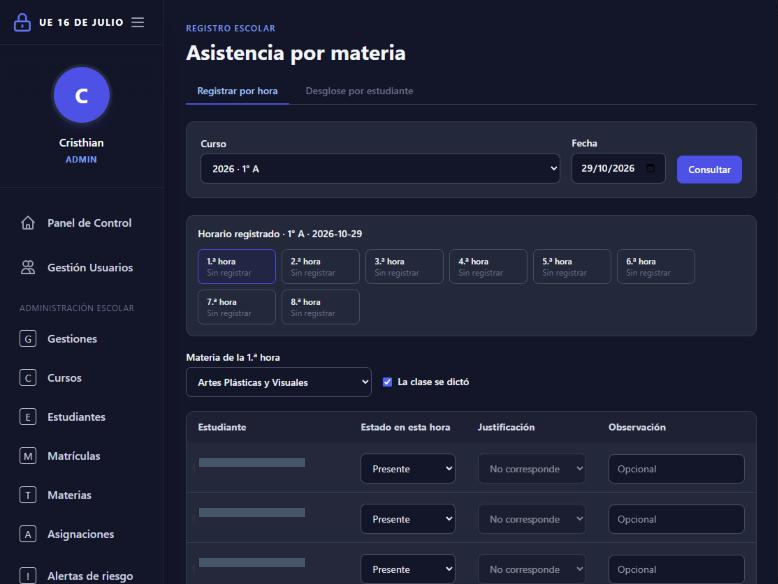 UE 16 DE JULIO
C
Cristhian
ADMIN
Panel de Control
Gestión Usuarios
ADMINISTRACIÓN ESCOLAR
G Gestiones
C Cursos
E Estudiantes
M Matrículas
T Materias
A Asignaciones
! Alertas de riesgo
REGISTRO ESCOLAR
Asistencia por materia
Registrar por hora Desglose por estudiante
Curso Fecha
2026 · 1° A 29/10/2026 Consultar
Horario registrado · 1° A · 2026-10-29
1.ª hora 2.ª hora 3.ª hora 4.ª hora 5.ª hora 6.ª hora
Sin registrar Sin registrar Sin registrar Sin registrar Sin registrar Sin registrar
7.ª hora 8.ª hora
Sin registrar Sin registrar
Materia de la 1.ª hora
Artes Plásticas y Visuales La clase se dictó
Estudiante Estado en esta hora Justificación Observación
Presente No corresponde Opcional
Presente No corresponde Opcional
Presente No corresponde Opcional